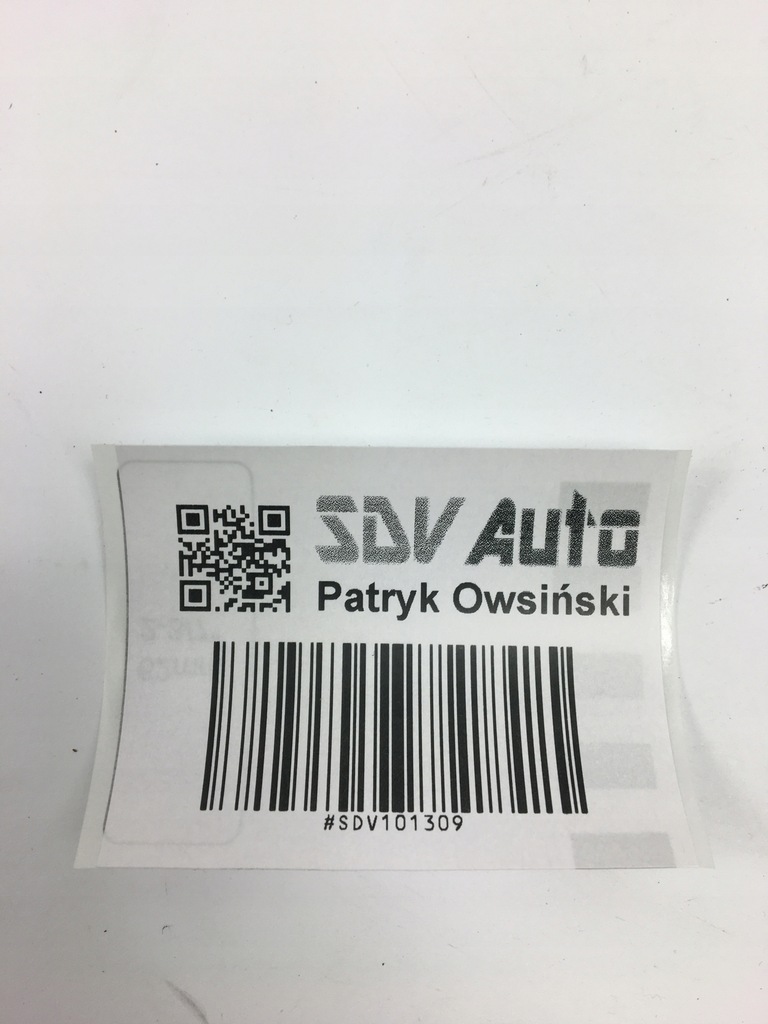 SDV Auto
Patryk Owsiński
#SDV101309